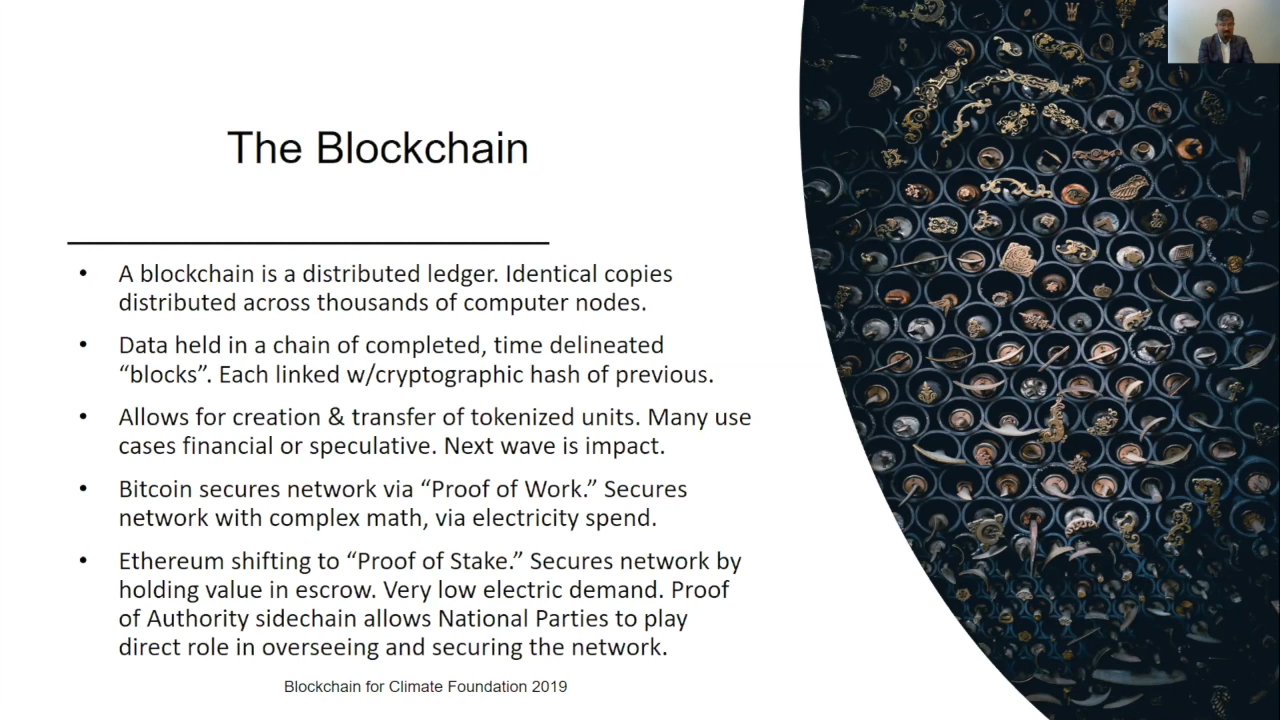 The Blockchain
• A blockchain is a distributed ledger. Identical copies
distributed across thousands of computer nodes.
• Data held in a chain of completed, time delineated
“blocks”. Each linked w/cryptographic hash of previous.
• Allows for creation & transfer of tokenized units. Many use
cases financial or speculative. Next wave is impact.
• Bitcoin secures network via “Proof of Work.” Secures
network with complex math, via electricity spend.
• Ethereum shifting to “Proof of Stake.” Secures network by
holding value in escrow. Very low electric demand. Proof
of Authority sidechain allows National Parties to play
direct role in overseeing and securing the network.
Blockchain for Climate Foundation 2019